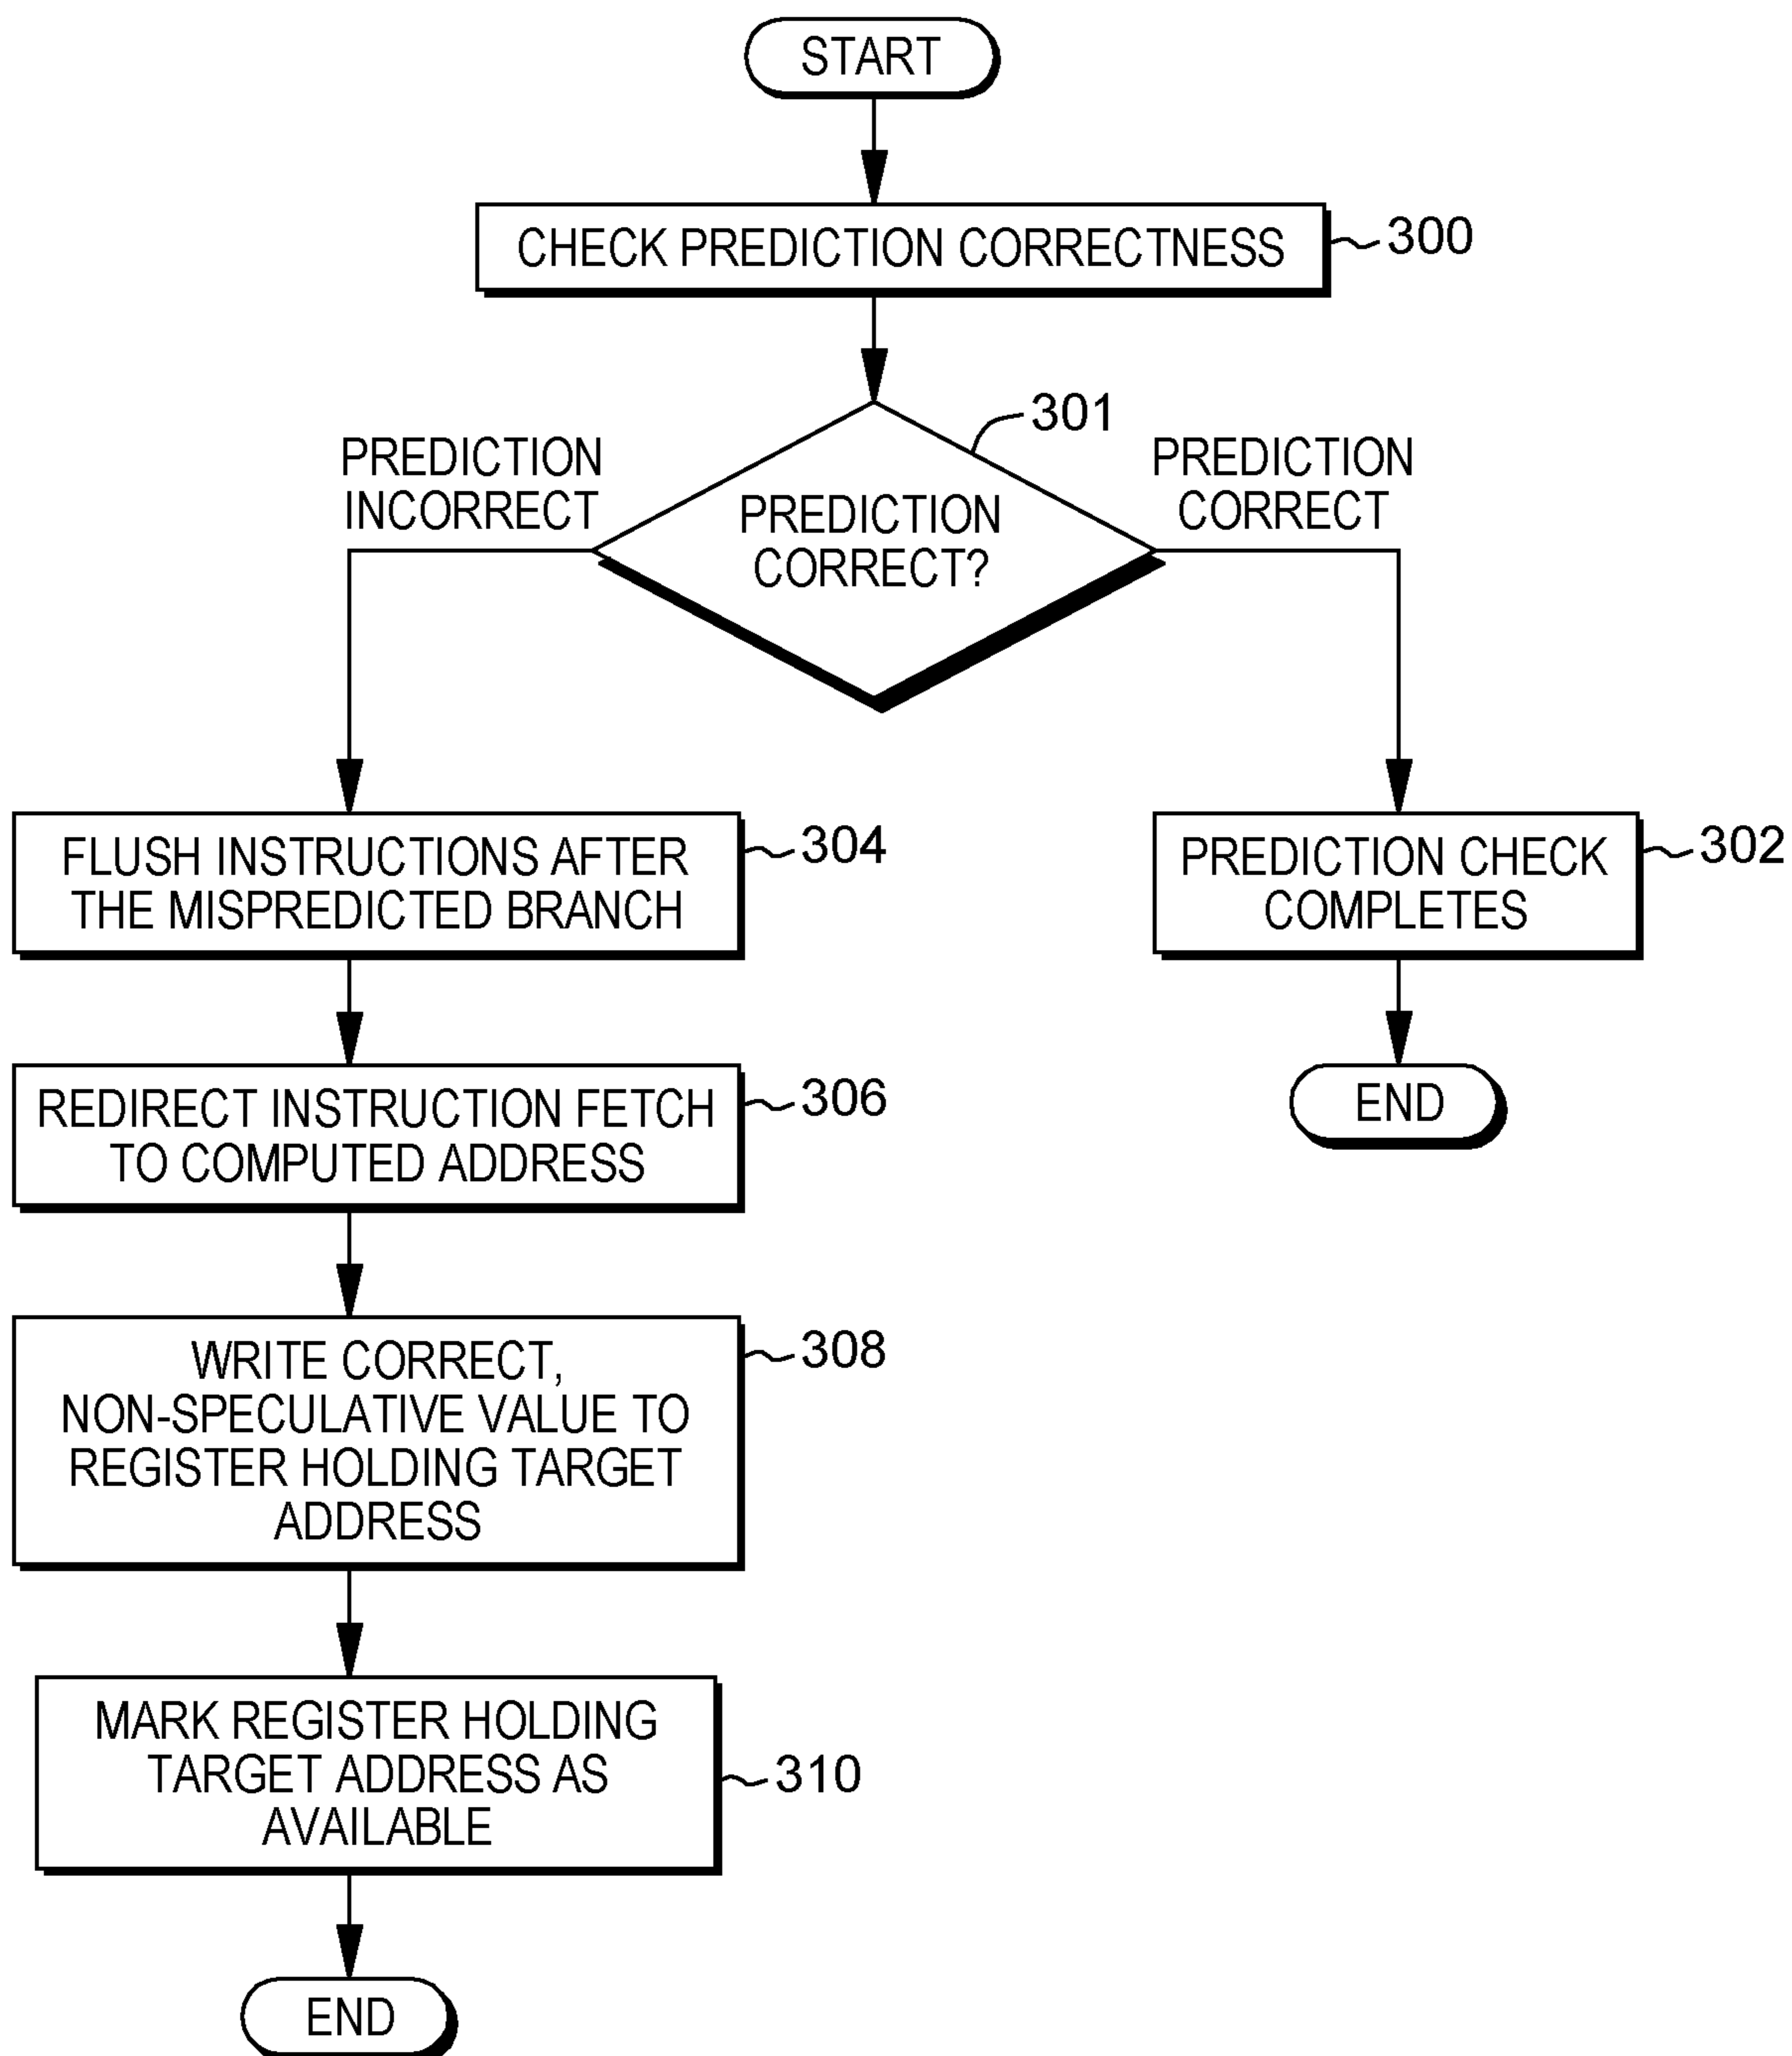 START
CHECK PREDICTION CORRECTNESS
300
301
PREDICTION
INCORRECT
PREDICTION
CORRECT?
PREDICTION
CORRECT
FLUSH INSTRUCTIONS AFTER
THE MISPREDICTED BRANCH
304
PREDICTION CHECK
COMPLETES
302
REDIRECT INSTRUCTION FETCH
TO COMPUTED ADDRESS
306
END
WRITE CORRECT,
NON-SPECULATIVE VALUE TO
REGISTER HOLDING TARGET
ADDRESS
308
MARK REGISTER HOLDING
TARGET ADDRESS AS
AVAILABLE
310
END